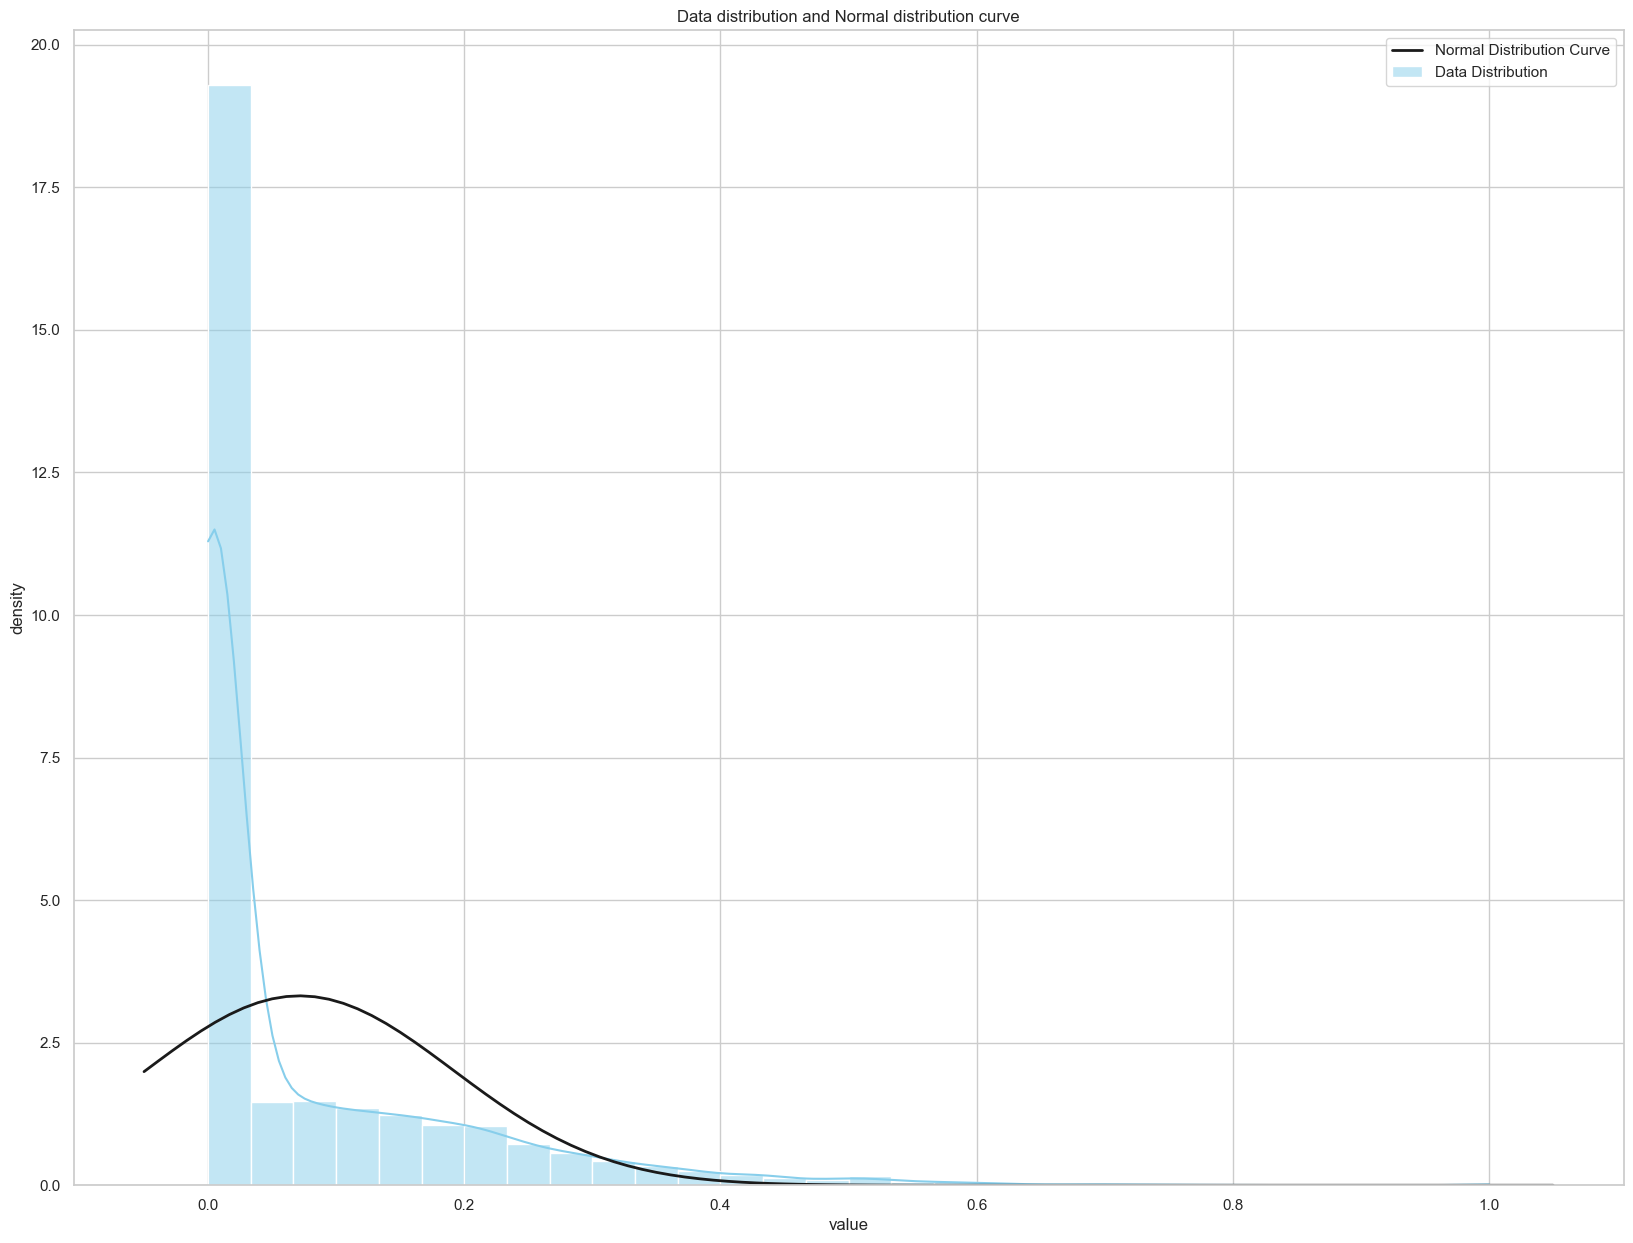 Data distribution and Normal distribution curve
Normal Distribution Curve
Data Distribution
density
20.0
17.5
15.0
12.5
10.0
7.5
5.0
2.5
0.0
0.0 0.2 0.4 0.6 0.8 1.0
value